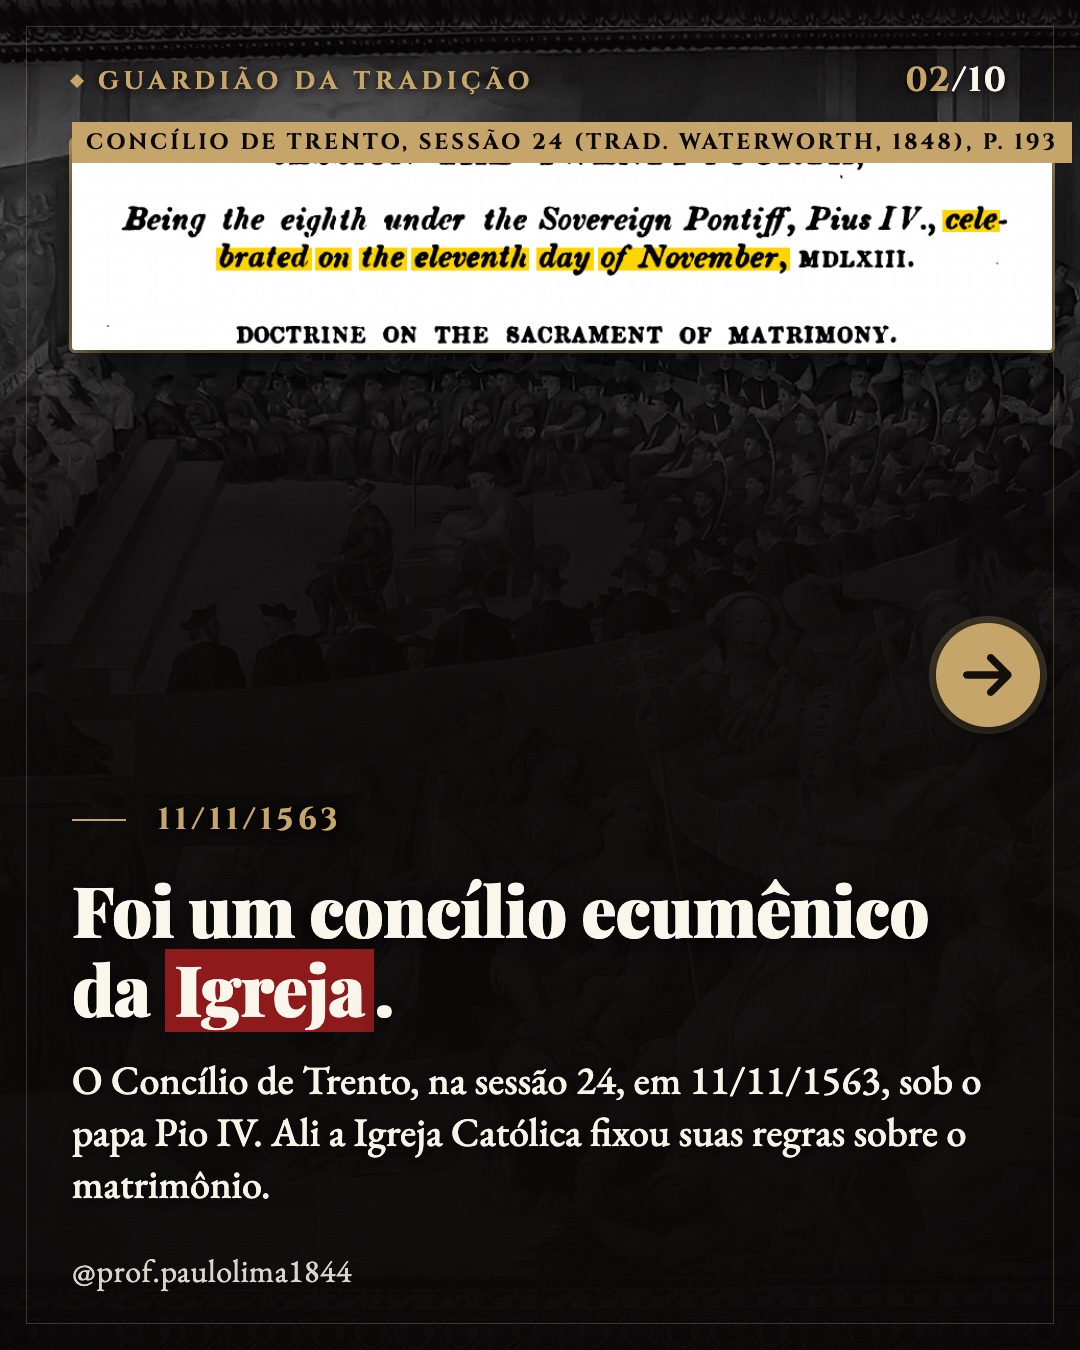 ◆ GUARDIÃO DA TRADIÇÃO
02/10
CONCÍLIO DE TRENTO, SESSÃO 24 (TRAD. WATERWORTH, 1848), P. 193
Being the eighth under the Sovereign Pontiff, Pius IV., cele-
brated on the eleventh day of November, MDLXIII.
DOCTRINE ON THE SACRAMENT OF MATRIMONY.
11/11/1563
Foi um concílio ecumênico
da Igreja.
O Concílio de Trento, na sessão 24, em 11/11/1563, sob o
papa Pio IV. Ali a Igreja Católica fixou suas regras sobre o
matrimônio.
@prof.paulolima1844